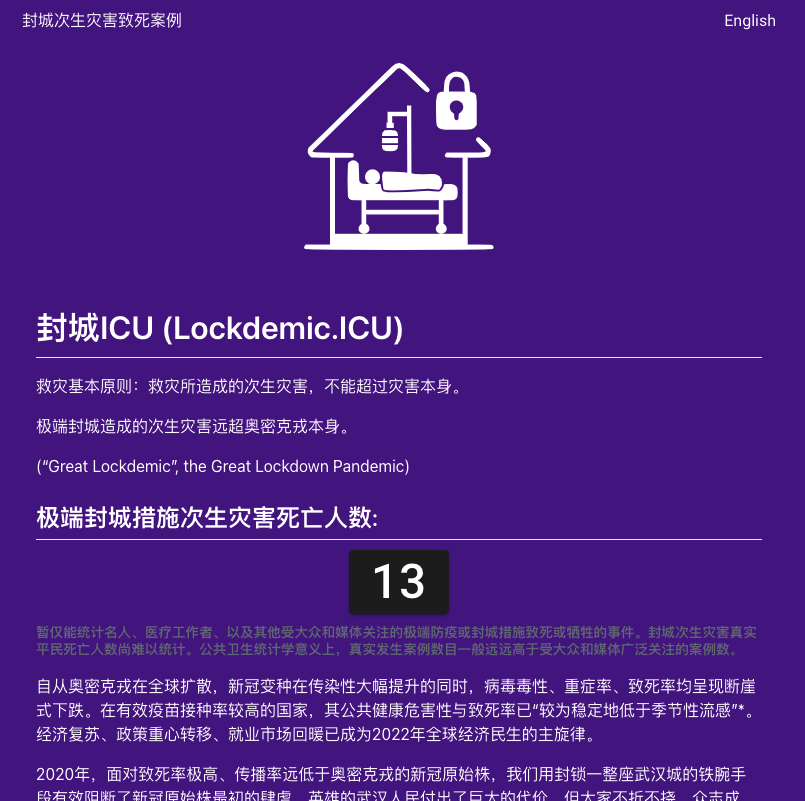 封城次生灾害致死案例
English
封城ICU (Lockdemic.ICU)
救灾基本原则：救灾所造成的次生灾害，不能超过灾害本身。
极端封城造成的次生灾害远超奥密克戎本身。
(“Great Lockdemic”, the Great Lockdown Pandemic)
极端封城措施次生灾害死亡人数:
13
暂仅能统计名人、医疗工作者、以及其他受大众和媒体关注的极端防疫或封城措施致死或牺牲的事件。封城次生灾害真实
平民死亡人数尚难以统计。公共卫生统计学意义上，真实发生案例数目一般远远高于受大众和媒体广泛关注的案例数。
自从奥密克戎在全球扩散，新冠变种在传染性大幅提升的同时，病毒毒性、重症率、致死率均呈现断崖
式下跌。在有效疫苗接种率较高的国家，其公共健康危害性与致死率已“较为稳定地低于季节性流感”*。
经济复苏、政策重心转移、就业市场回暖已成为2022年全球经济民生的主旋律。
2020年，面对致死率极高、传播率远低于奥密克戎的新冠原始株，我们用封锁一整座武汉城的铁腕手
段有效阻断了新冠原始株最初的肆虐。英雄的武汉人民付出了巨大的代价，但大家不折不挠，众志成